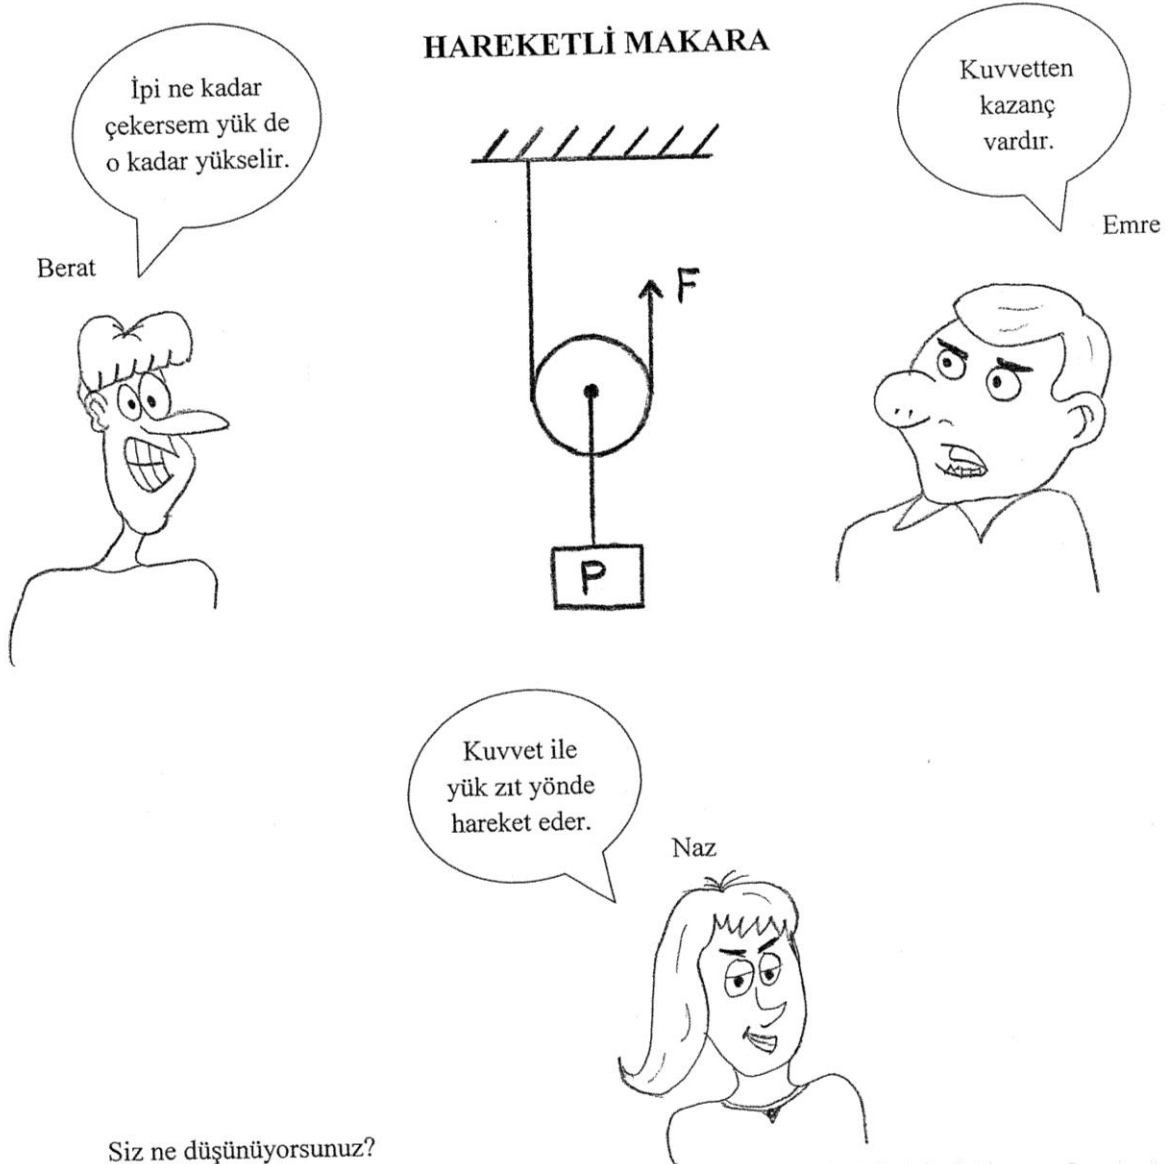 HAREKETLİ MAKARA
İpi ne kadar
çekersem yük de
o kadar yükselir.
Berat
Kuvvetten
kazanç
vardır.
Emre
F
P
Kuvvet ile
yük zıt yönde
hareket eder.
Naz
Siz ne düşünüyorsunuz?